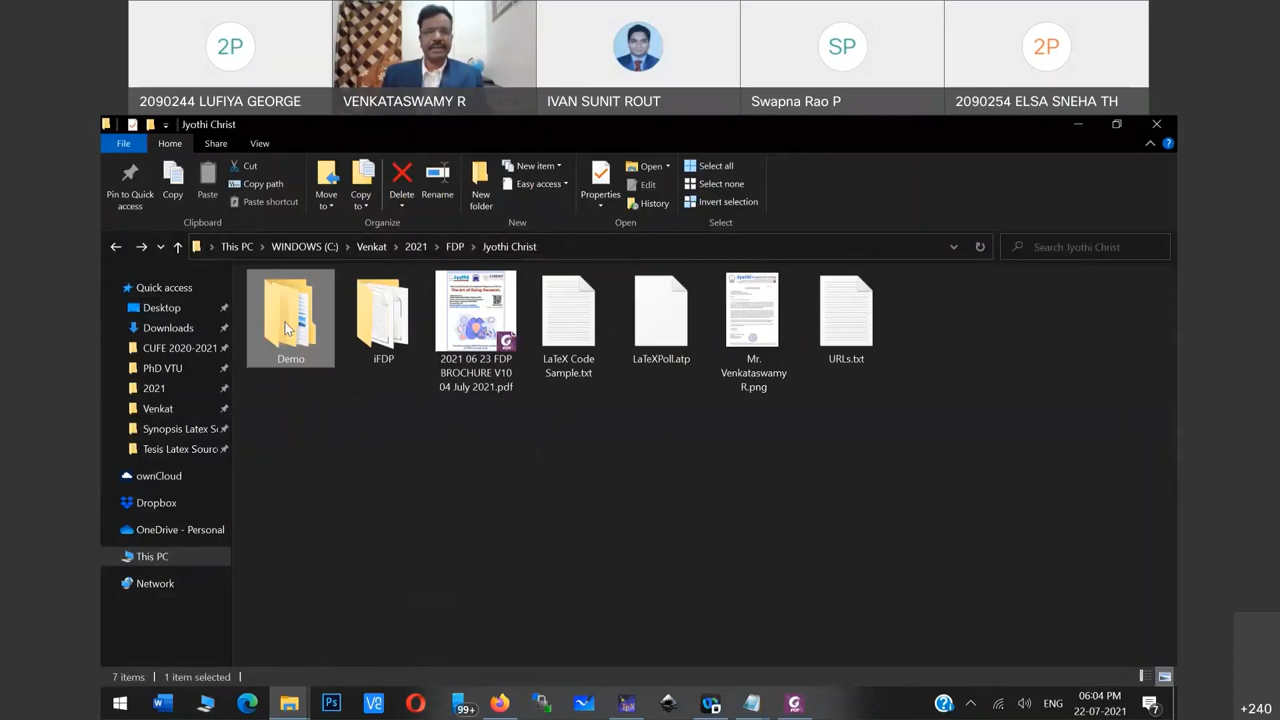 2P
SP
2P
2090244 LUFIYA GEORGE
VENKATASWAMY R
IVAN SUNIT ROUT
Swapna Rao P
2090254 ELSA SNEHA TH
Jyothi Christ
File
Home
Share
View
Pin to Quick access
Copy
Paste
Cut
Copy path
Paste shortcut
Clipboard
Move to
Copy to
Delete
Rename
Organize
New folder
New item
Easy access
New
Properties
Open
Edit
History
Open
Select all
Select none
Invert selection
Select
This PC > WINDOWS (C:) > Venkat > 2021 > FDP > Jyothi Christ
Search Jyothi Christ
Quick access
Desktop
Downloads
CUFE 2020-2021
PhD VTU
2021
Venkat
Synopsis Latex S
Tesis Latex Sourc
ownCloud
Dropbox
OneDrive - Personal
This PC
Network
Demo
iFDP
2021 06 23 FDP
BROCHURE V10
04 July 2021.pdf
LaTeX Code
Sample.txt
LaTeXPoll.atp
Mr.
Venkataswamy
R.png
URLs.txt
7 items
1 item selected
99+
ENG
06:04 PM
22-07-2021
7
+240